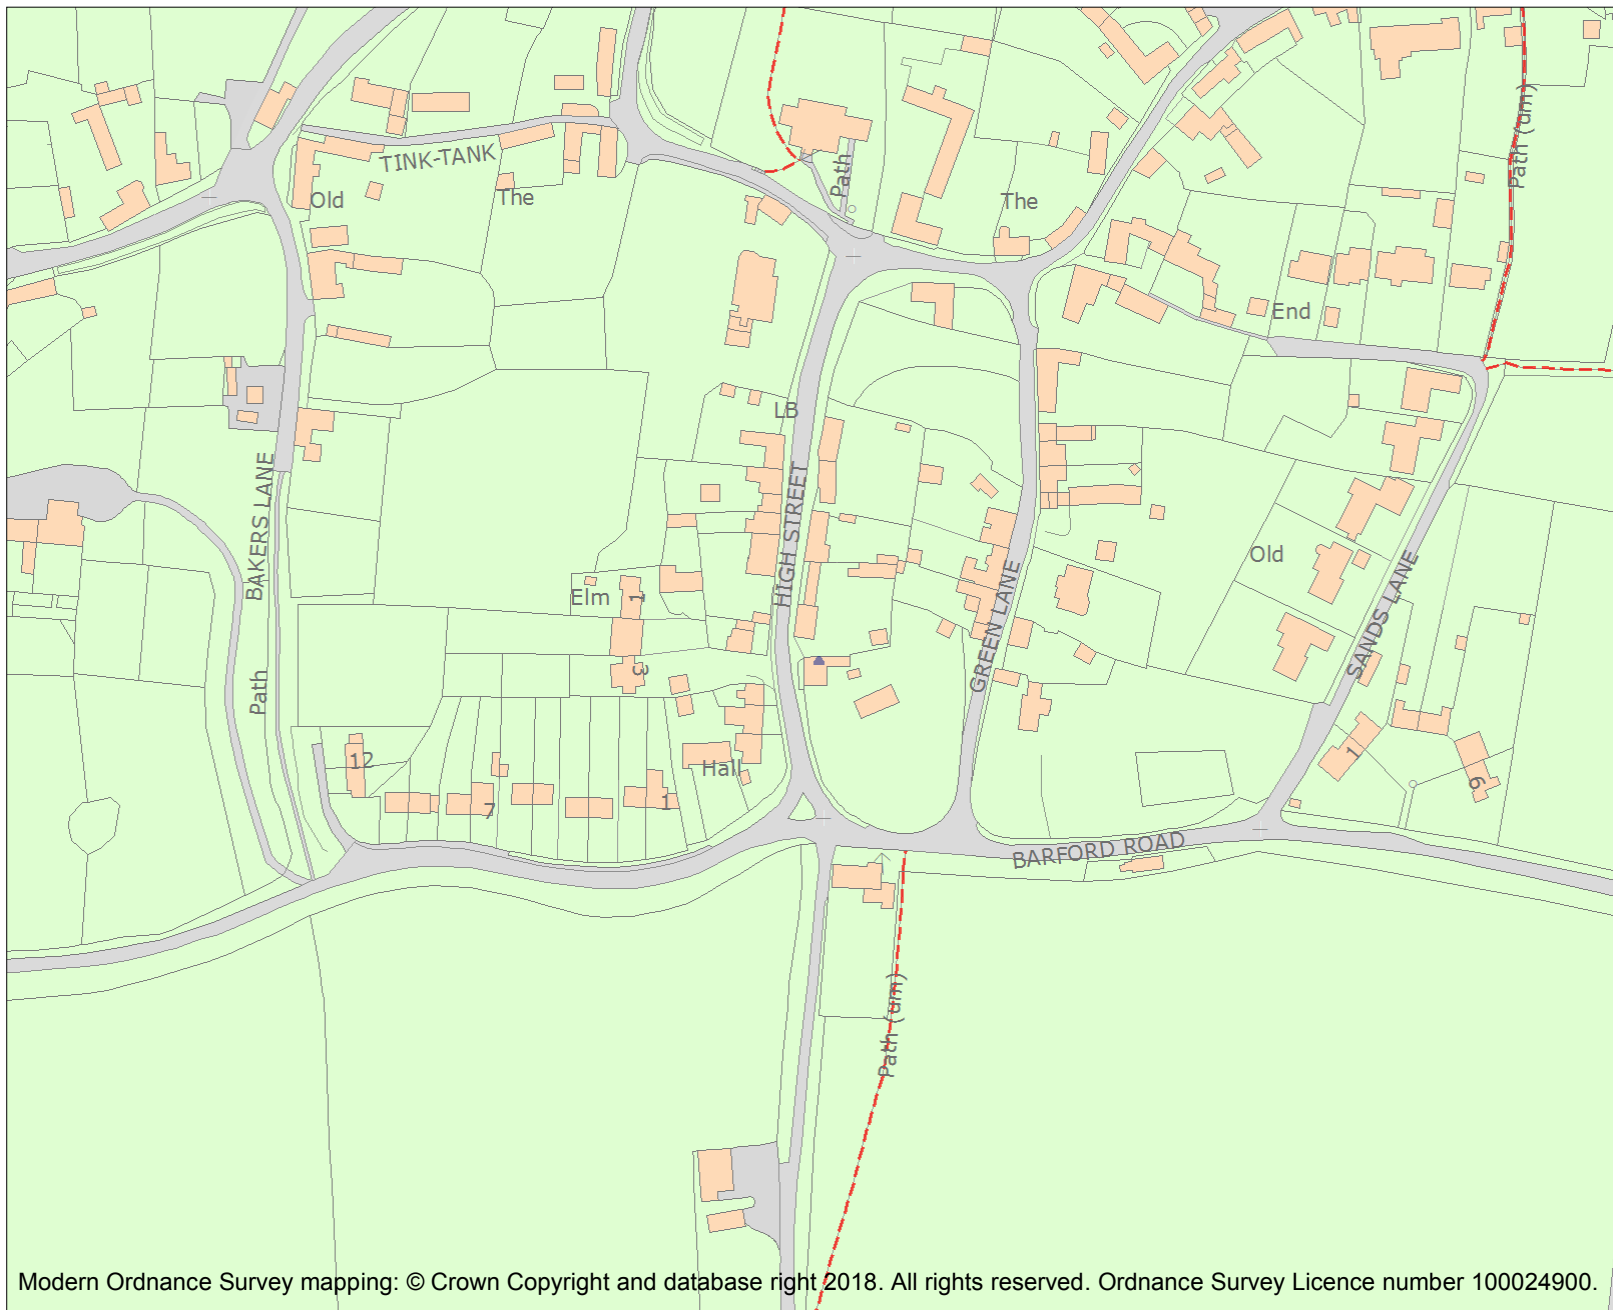 Path (um)
TINK-TANK
Path
Old
The
The
End
LB
BAKERS LANE
HIGH STREET
Old
Elm
1
GREEN LANE
SANDS LANE
3
Path
12
Hall
1
6
7
1
BARFORD ROAD
Path (um)
Modern Ordnance Survey mapping: © Crown Copyright and database right 2018. All rights reserved. Ordnance Survey Licence number 100024900.